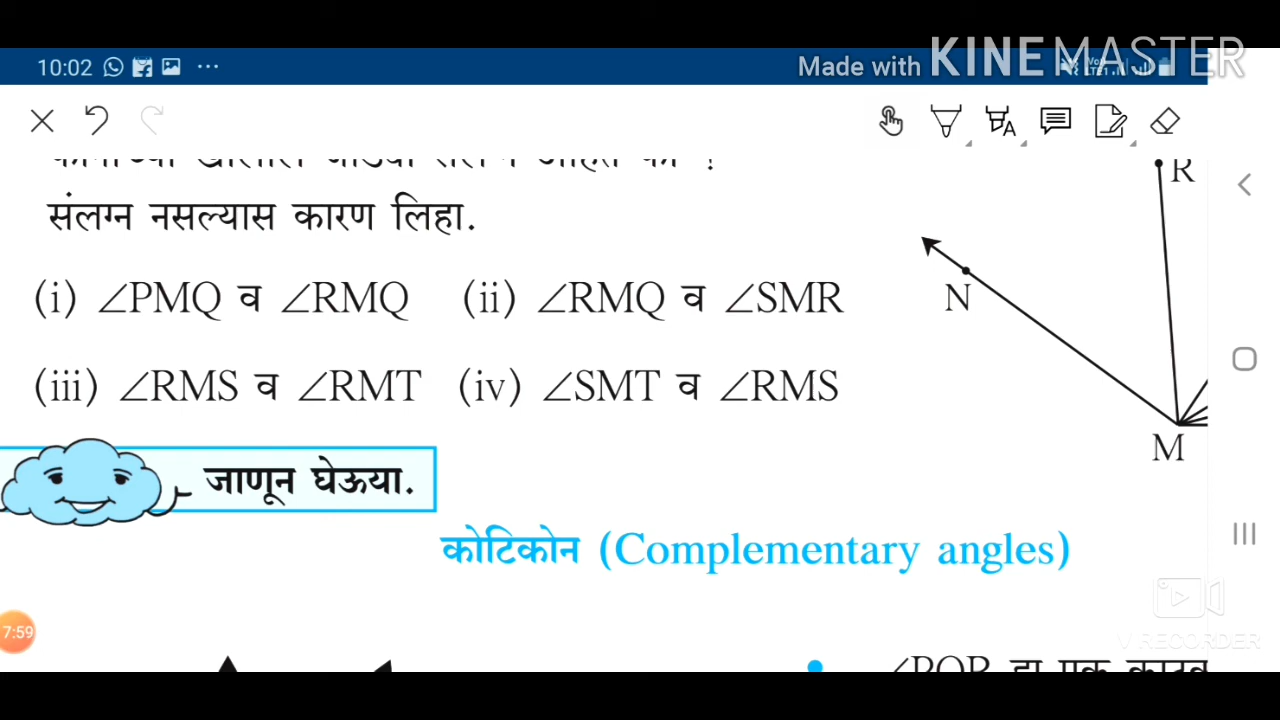 Made with KINEMASTER
10:02
R
संलग्न नसल्यास कारण लिहा.
(i) ∠PMQ व ∠RMQ (ii) ∠RMQ व ∠SMR
N
(iii) ∠RMS व ∠RMT (iv) ∠SMT व ∠RMS
M
जाणून घेऊया.
कोटिकोन (Complementary angles)
7:59
V RECORDER